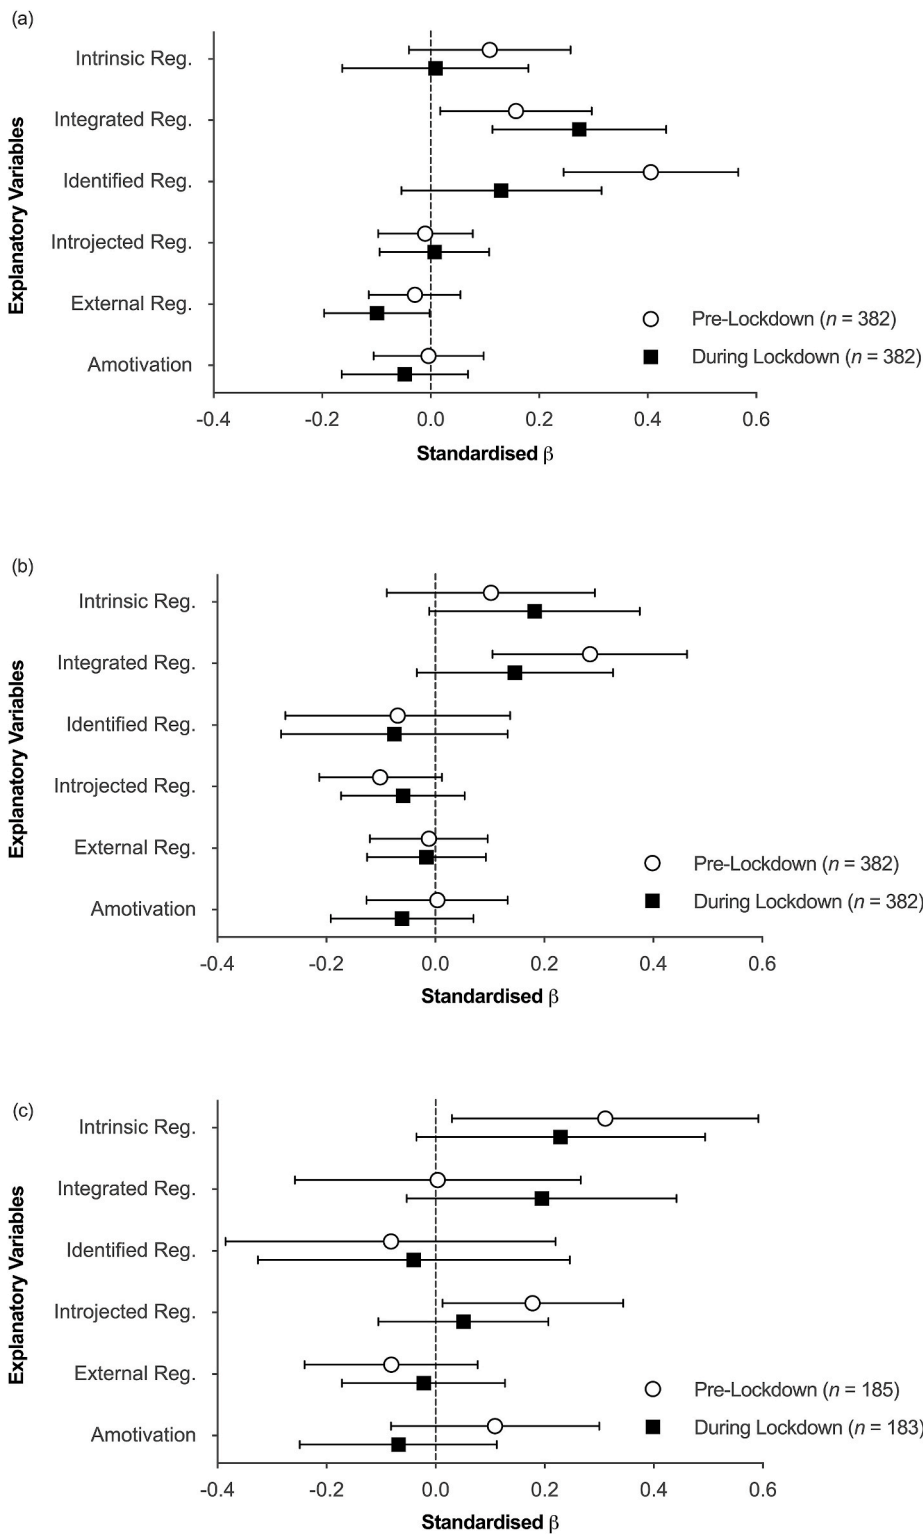 (a)
Explanatory Variables
Intrinsic Reg.
Integrated Reg.
Identified Reg.
Introjected Reg.
External Reg.
Amotivation
Pre-Lockdown (n = 382)
During Lockdown (n = 382)
-0.4 -0.2 0.0 0.2 0.4 0.6
Standardised β
(b)
Explanatory Variables
Intrinsic Reg.
Integrated Reg.
Identified Reg.
Introjected Reg.
External Reg.
Amotivation
Pre-Lockdown (n = 382)
During Lockdown (n = 382)
-0.4 -0.2 0.0 0.2 0.4 0.6
Standardised β
(c)
Explanatory Variables
Intrinsic Reg.
Integrated Reg.
Identified Reg.
Introjected Reg.
External Reg.
Amotivation
Pre-Lockdown (n = 185)
During Lockdown (n = 183)
-0.4 -0.2 0.0 0.2 0.4 0.6
Standardised β